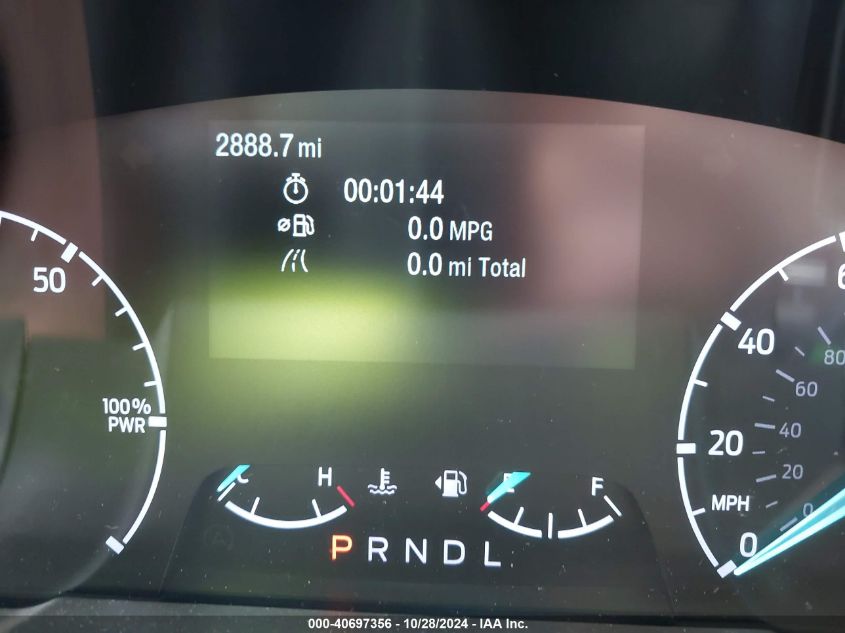 2888.7 mi
00:01:44
0.0 MPG
0.0 mi Total
50
100%
PWR
40
20
MPH
0
80
60
40
20
0
C H
E F
P R N D L
000-40697356 - 10/28/2024 - IAA Inc.